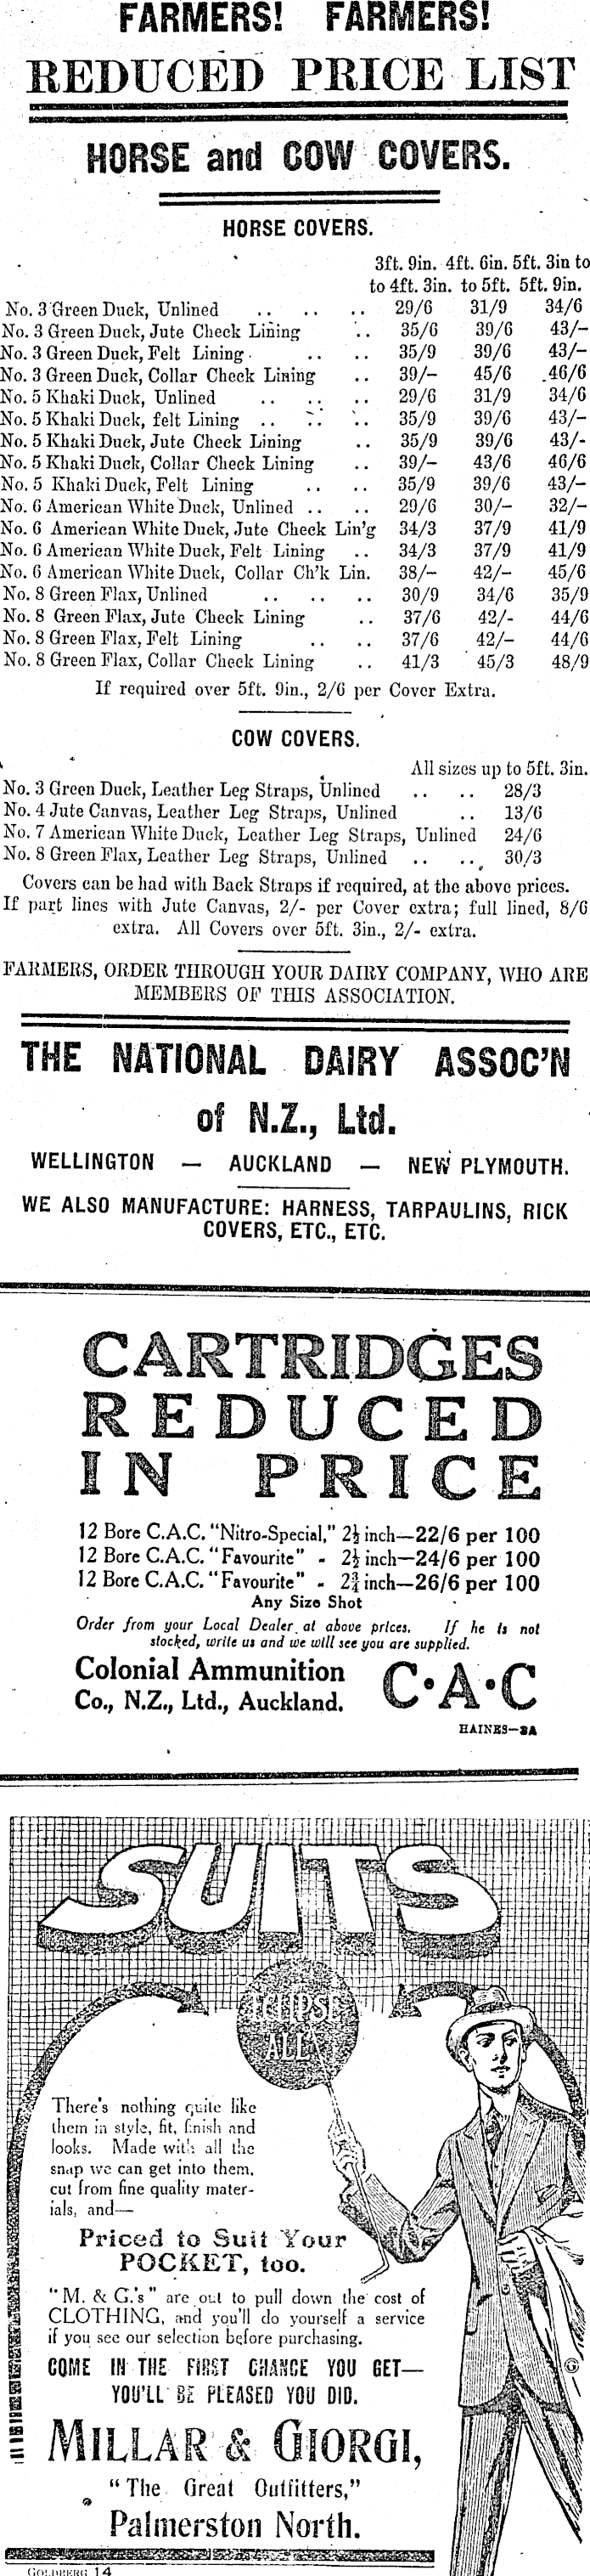 FARMERS! FARMERS!
REDUCED PRICE LIST
HORSE and COW COVERS.
HORSE COVERS.
3ft. 9in. 4ft. 6in. 5ft. 3in to
to 4ft. 3in. to 5ft. 5ft. 9in.
No. 3 Green Duck, Unlined .. .. .. 29/6 31/9 34/6
No. 3 Green Duck, Jute Check Lining .. 35/6 39/6 43/-
No. 3 Green Duck, Felt Lining .. .. 35/9 39/6 43/-
No. 3 Green Duck, Collar Check Lining .. 39/- 45/6 46/6
No. 5 Khaki Duck, Unlined .. .. .. 29/6 31/9 34/6
No. 5 Khaki Duck, felt Lining .. .. .. 35/9 39/6 43/-
No. 5 Khaki Duck, Jute Check Lining .. 35/9 39/6 43/-
No. 5 Khaki Duck, Collar Check Lining .. 39/- 43/6 46/6
No. 5 Khaki Duck, Felt Lining .. .. 35/9 39/6 43/-
No. 6 American White Duck, Unlined .. .. 29/6 30/- 32/-
No. 6 American White Duck, Jute Check Lin'g 34/3 37/9 41/9
No. 6 American White Duck, Felt Lining .. 34/3 37/9 41/9
No. 6 American White Duck, Collar Ch'k Lin. 38/- 42/- 45/6
No. 8 Green Flax, Unlined .. .. .. 30/9 34/6 35/9
No. 8 Green Flax, Jute Check Lining .. 37/6 42/- 44/6
No. 8 Green Flax, Felt Lining .. .. 37/6 42/- 44/6
No. 8 Green Flax, Collar Check Lining .. 41/3 45/3 48/9
If required over 5ft. 9in., 2/6 per Cover Extra.
COW COVERS.
All sizes up to 5ft. 3in.
No. 3 Green Duck, Leather Leg Straps, Unlined .. .. 28/3
No. 4 Jute Canvas, Leather Leg Straps, Unlined .. 13/6
No. 7 American White Duck, Leather Leg Straps, Unlined 24/6
No. 8 Green Flax, Leather Leg Straps, Unlined .. .. 30/3
Covers can be had with Back Straps if required, at the above prices.
If part lines with Jute Canvas, 2/- per Cover extra; full lined, 8/6
extra. All Covers over 5ft. 3in., 2/- extra.
FARMERS, ORDER THROUGH YOUR DAIRY COMPANY, WHO ARE
MEMBERS OF THIS ASSOCIATION.
THE NATIONAL DAIRY ASSOC'N
of N.Z., Ltd.
WELLINGTON — AUCKLAND — NEW PLYMOUTH.
WE ALSO MANUFACTURE: HARNESS, TARPAULINS, RICK
COVERS, ETC., ETC.
CARTRIDGES
REDUCED
IN PRICE
12 Bore C.A.C. "Nitro-Special," 2½ inch—22/6 per 100
12 Bore C.A.C. "Favourite" - 2½ inch—24/6 per 100
12 Bore C.A.C. "Favourite" - 2¾ inch—26/6 per 100
Any Size Shot
Order from your Local Dealer at above prices. If he is not
stocked, write us and we will see you are supplied.
Colonial Ammunition
Co., N.Z., Ltd., Auckland.
C·A·C
HAINES—2A
SUITS
ECLIPSE
ALL
There's nothing quite like
them in style, fit, finish and
looks. Made with all the
snap we can get into them,
cut from fine quality mater-
ials, and—
Priced to Suit Your
POCKET, too.
"M. & G.'s" are out to pull down the cost of
CLOTHING, and you'll do yourself a service
if you see our selection before purchasing.
COME IN THE FIRST CHANCE YOU GET—
YOU'LL BE PLEASED YOU DID.
MILLAR & GIORGI,
"The Great Outfitters,"
Palmerston North.
GOLDBERG 14